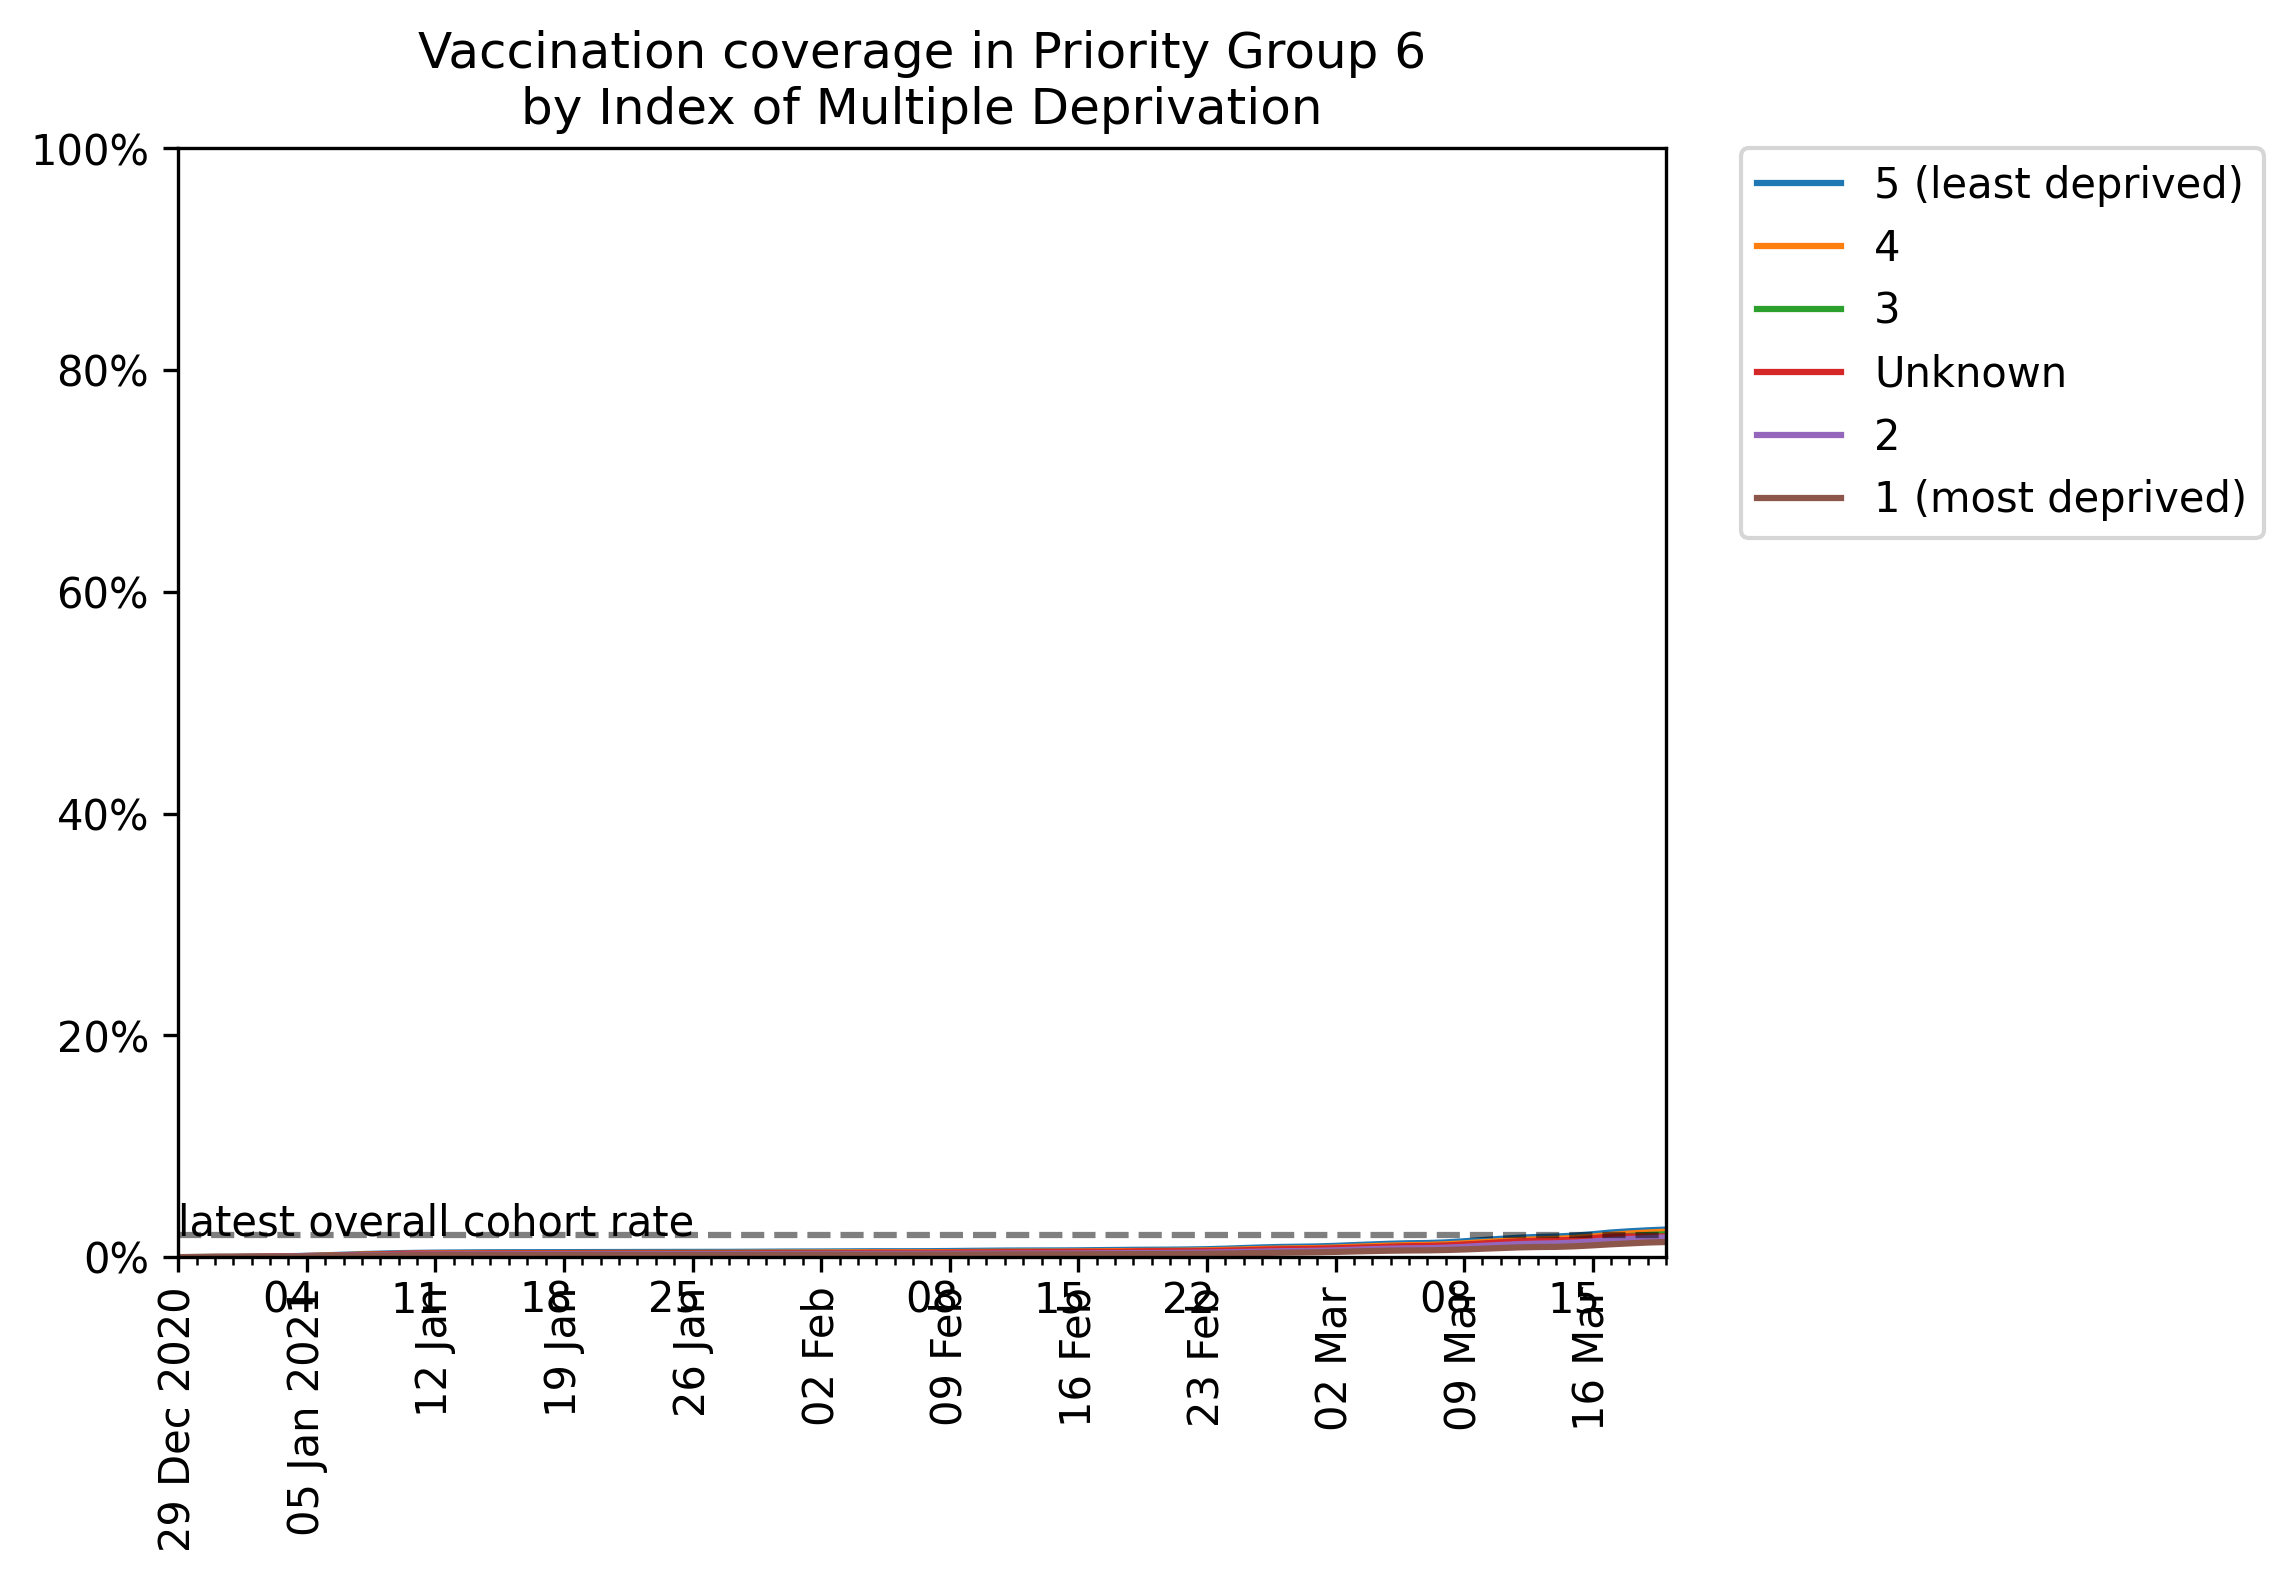 Vaccination coverage in Priority Group 6
by Index of Multiple Deprivation
100%
80%
60%
40%
20%
0%
latest overall cohort rate
5 (least deprived)
4
3
Unknown
2
1 (most deprived)
04
11
18
25
08
15
22
08
15
29 Dec 2020
05 Jan 2021
12 Jan
19 Jan
26 Jan
02 Feb
09 Feb
16 Feb
23 Feb
02 Mar
09 Mar
16 Mar